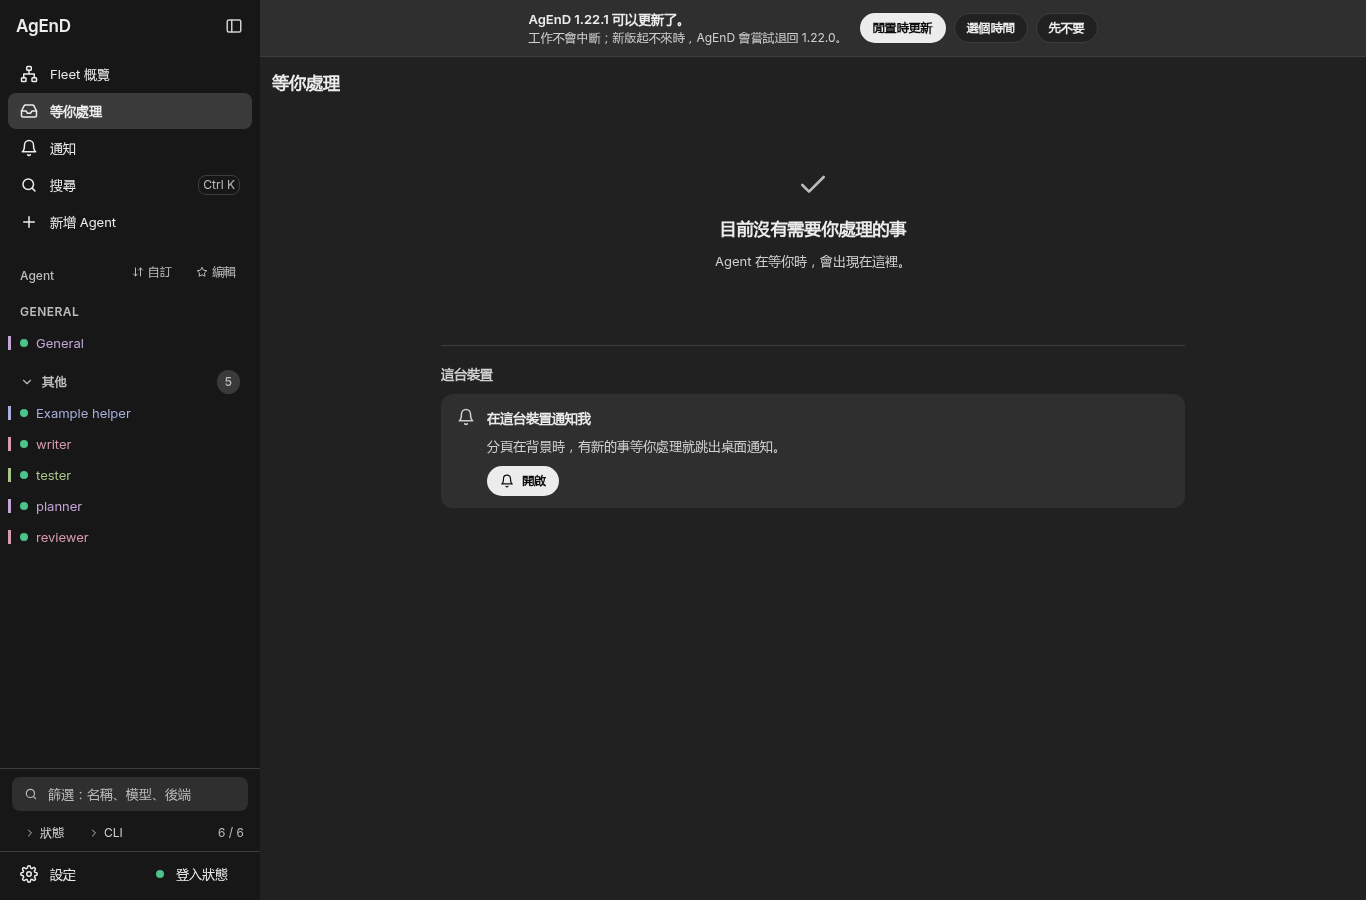 AgEnD
Fleet 概覽
等你處理
通知
搜尋
Ctrl K
新增 Agent
Agent
自訂
編輯
GENERAL
General
其他
5
Example helper
writer
tester
planner
reviewer
篩選：名稱、模型、後端
狀態
CLI
6 / 6
設定
登入狀態
AgEnD 1.22.1 可以更新了。
工作不會中斷；新版起不來時，AgEnD 會嘗試退回 1.22.0。
閒置時更新
選個時間
先不要
等你處理
目前沒有需要你處理的事
Agent 在等你時，會出現在這裡。
這台裝置
在這台裝置通知我
分頁在背景時，有新的事等你處理就跳出桌面通知。
開啟